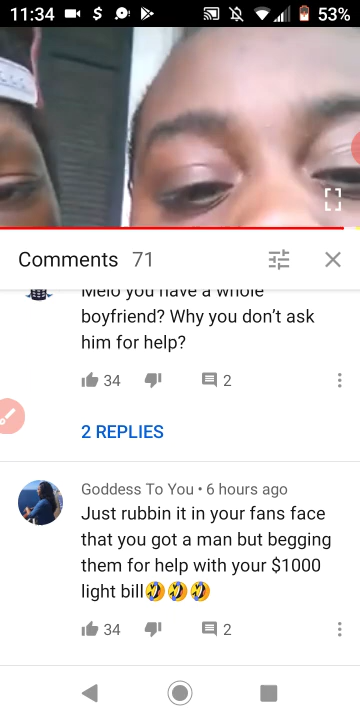 11:34 $ 53%
Comments 71
Melo you have a whole
boyfriend? Why you don't ask
him for help?
34 2
2 REPLIES
Goddess To You • 6 hours ago
Just rubbin it in your fans face
that you got a man but begging
them for help with your $1000
light bill🤣🤣🤣
34 2